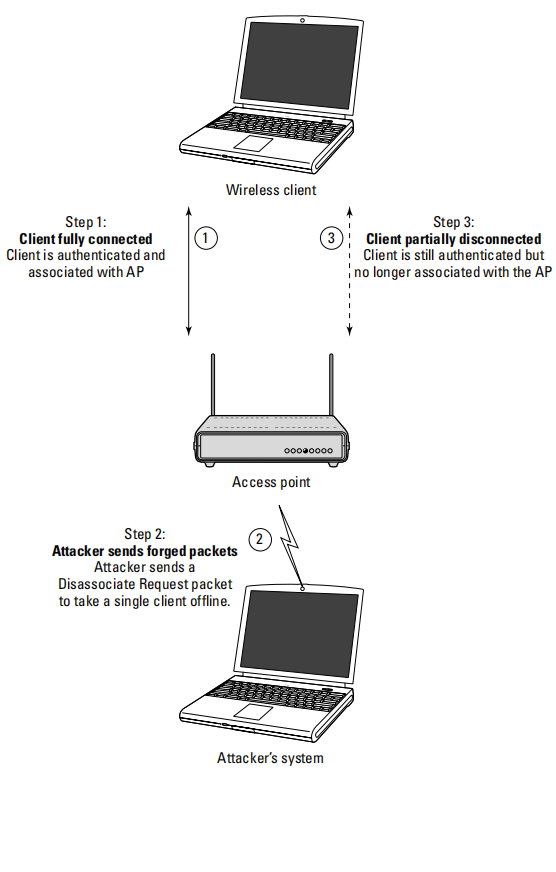 Wireless client
Step 1:
Client fully connected
Client is authenticated and
associated with AP
1
3
Step 3:
Client partially disconnected
Client is still authenticated but
no longer associated with the AP
Access point
Step 2:
Attacker sends forged packets
Attacker sends a
Disassociate Request packet
to take a single client offline.
2
Attacker’s system